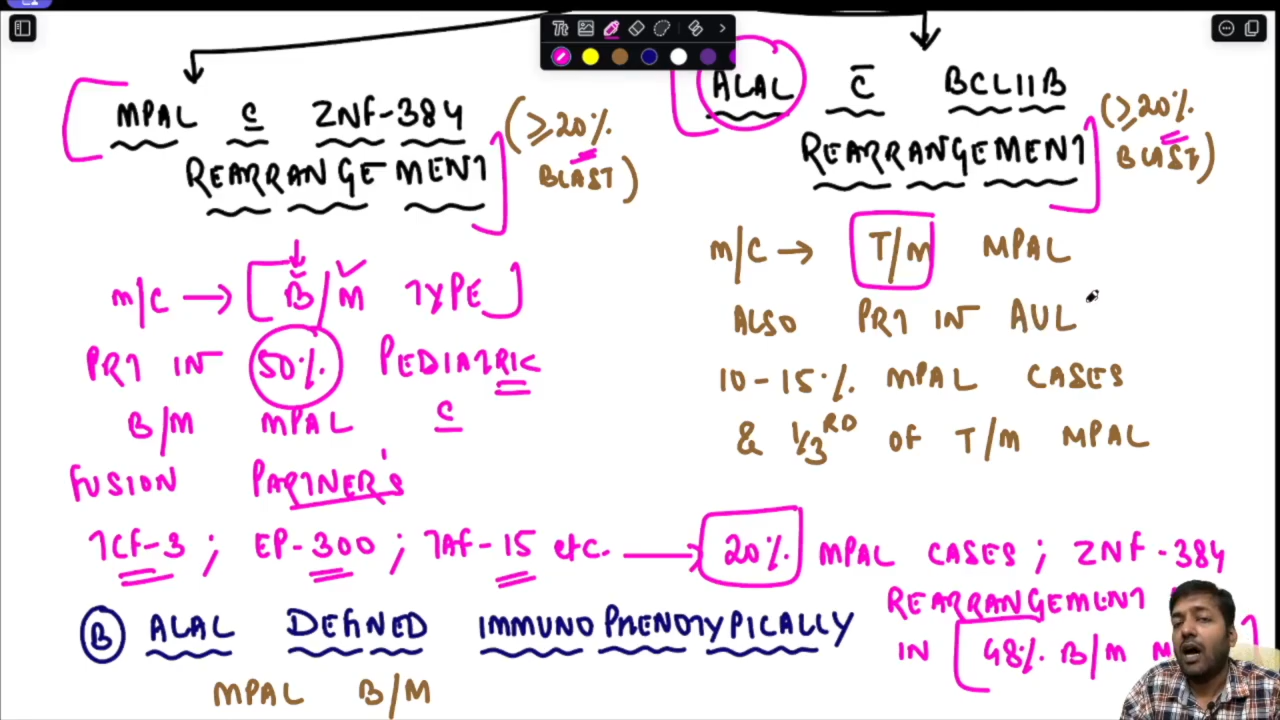 MPAL c̄ ZNF-384
REARRANGEMENT
(≥20%
BLAST)
m/c → [B/M TYPE]
PRT IN 50% PEDIATRIC
B/M MPAL c̄
FUSION PARTNER'S
TCF-3 ; EP-300 ; TAF-15 etc. → 20% MPAL CASES ; ZNF-384
REARRANGEMENT
IN 48% B/M
ALAL c̄ BCL11B
REARRANGEMENT
(≥20%
BLAST)
m/c → T/m MPAL
ALSO PRT IN AUL
10-15% MPAL CASES
& 1/3RD OF T/m MPAL
B ALAL DEFINED IMMUNOPHENOTYPICALLY
MPAL B/M